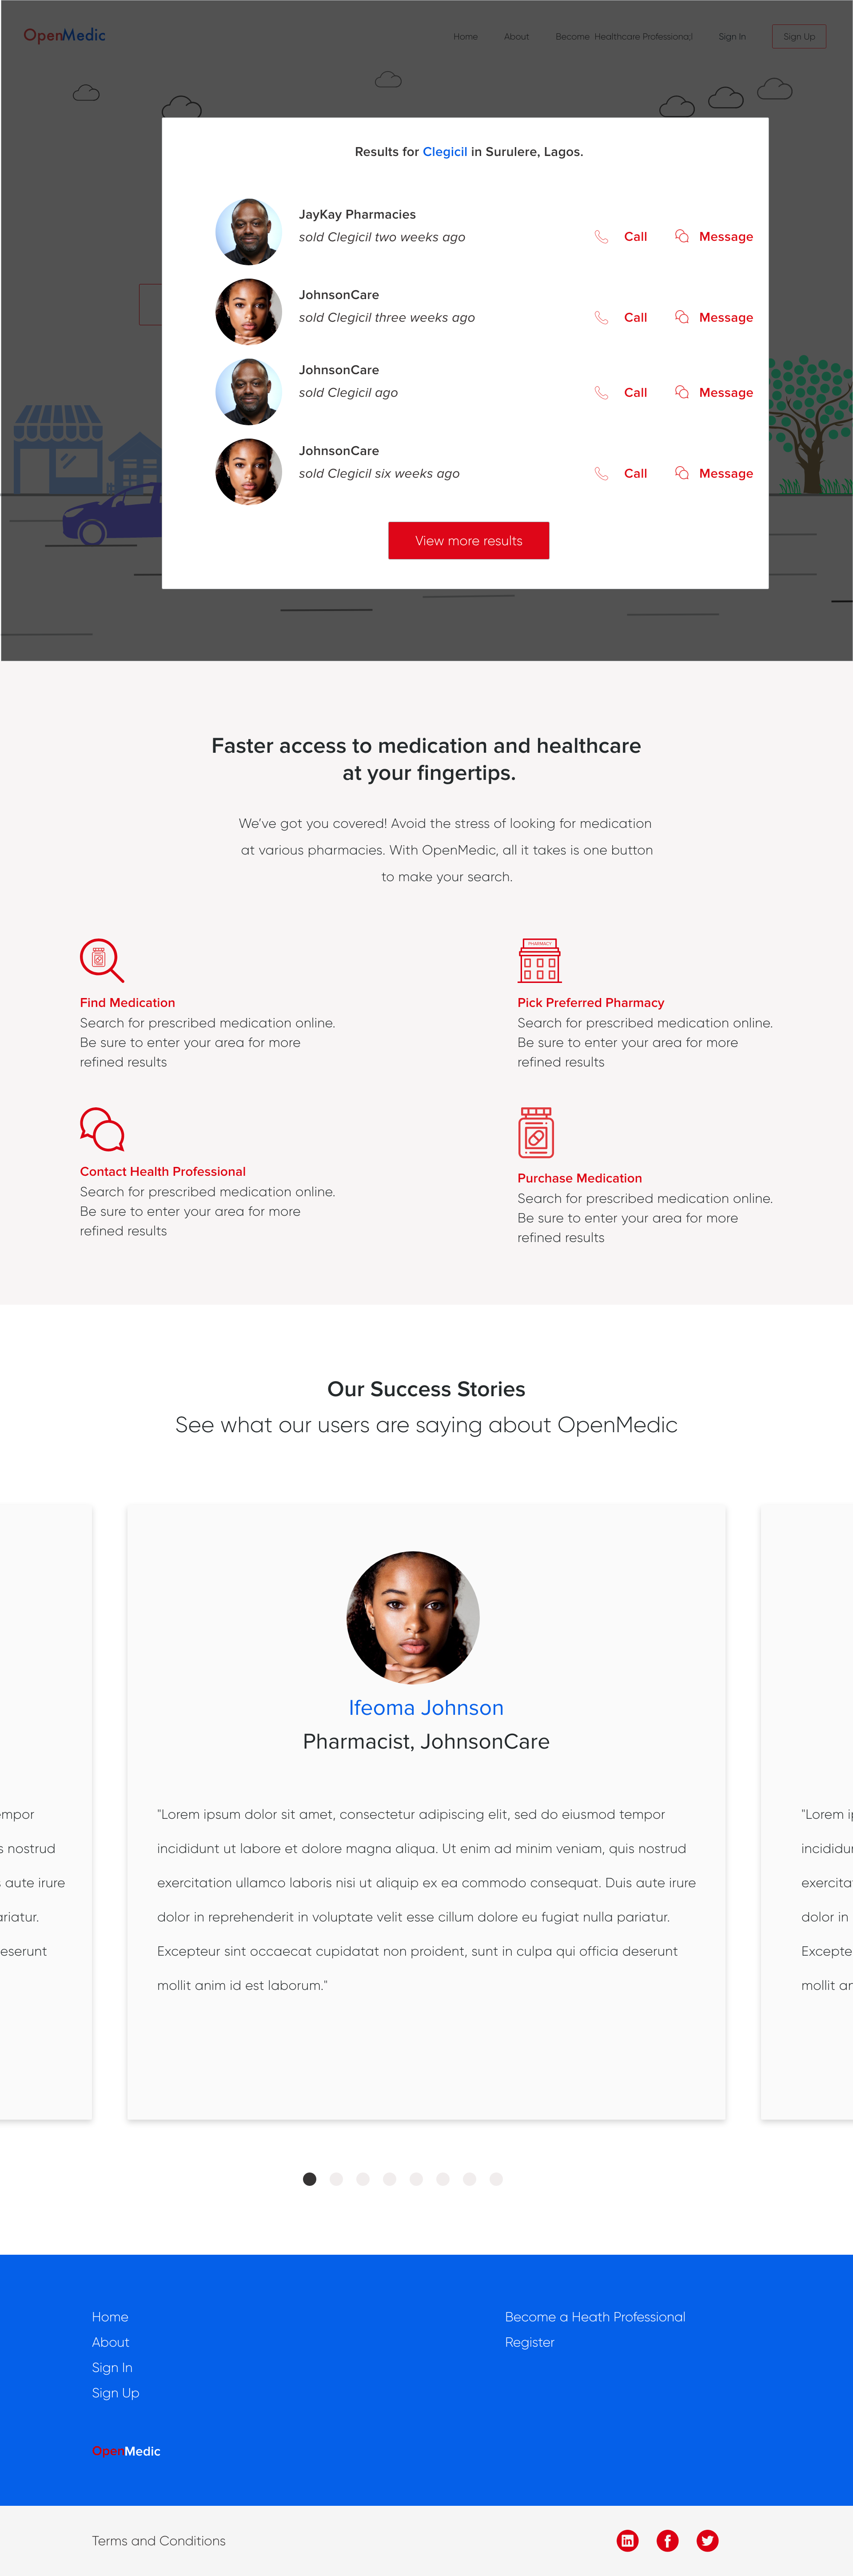 OpenMedic
Home About Become Healthcare Professiona;l Sign In Sign Up
Results for Clegicil in Surulere, Lagos.
JayKay Pharmacies
sold Clegicil two weeks ago
Call Message
JohnsonCare
sold Clegicil three weeks ago
Call Message
JohnsonCare
sold Clegicil ago
Call Message
JohnsonCare
sold Clegicil six weeks ago
Call Message
View more results
Faster access to medication and healthcare
at your fingertips.
We've got you covered! Avoid the stress of looking for medication
at various pharmacies. With OpenMedic, all it takes is one button
to make your search.
Find Medication
Search for prescribed medication online.
Be sure to enter your area for more
refined results
PHARMACY
Pick Preferred Pharmacy
Search for prescribed medication online.
Be sure to enter your area for more
refined results
Contact Health Professional
Search for prescribed medication online.
Be sure to enter your area for more
refined results
Purchase Medication
Search for prescribed medication online.
Be sure to enter your area for more
refined results
Our Success Stories
See what our users are saying about OpenMedic
empor
s nostrud
aute irure
ariatur.
eserunt
Ifeoma Johnson
Pharmacist, JohnsonCare
"Lorem ipsum dolor sit amet, consectetur adipiscing elit, sed do eiusmod tempor
incididunt ut labore et dolore magna aliqua. Ut enim ad minim veniam, quis nostrud
exercitation ullamco laboris nisi ut aliquip ex ea commodo consequat. Duis aute irure
dolor in reprehenderit in voluptate velit esse cillum dolore eu fugiat nulla pariatur.
Excepteur sint occaecat cupidatat non proident, sunt in culpa qui officia deserunt
mollit anim id est laborum."
"Lorem ip
incididun
exercita
dolor in
Excepte
mollit an
Home
About
Sign In
Sign Up
Become a Heath Professional
Register
OpenMedic
Terms and Conditions